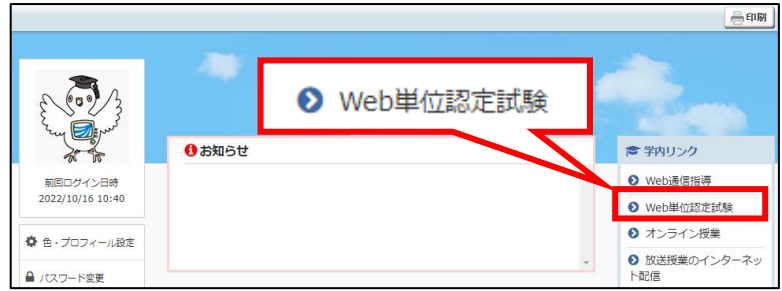 印刷
Web単位認定試験
前回ログイン日時
2022/10/16 10:40
色・プロフィール設定
パスワード変更
お知らせ
学内リンク
Web通信指導
Web単位認定試験
オンライン授業
放送授業のインターネッ
ト配信